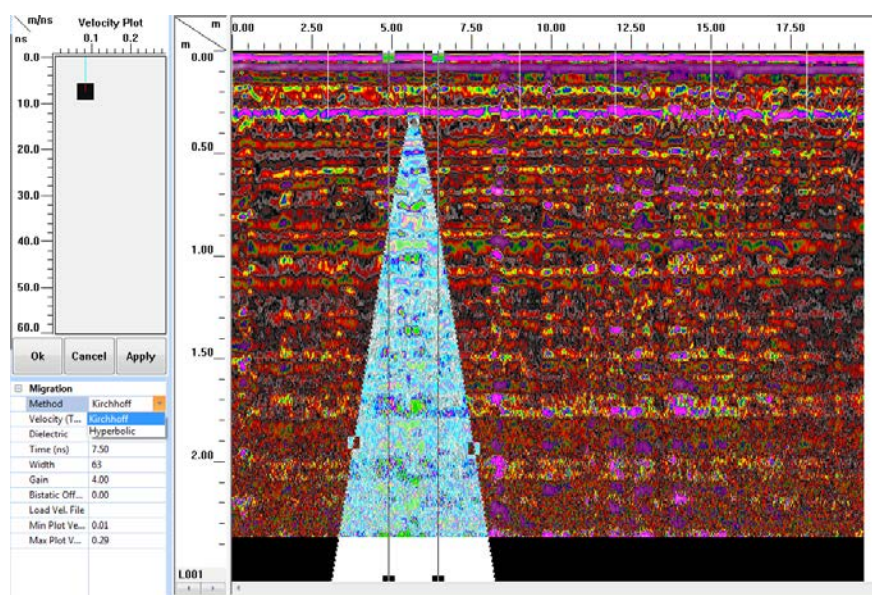 m/ns Velocity Plot
ns 0.1 0.2
0.0
10.0
20.0
30.0
40.0
50.0
60.0
Ok Cancel Apply
Migration
Method Kirchhoff
Velocity (T... Kirchhoff
Dielectric Hyperbolic
Time (ns) 7.50
Width 63
Gain 4.00
Bistatic Off... 0.00
Load Vel. File
Min Plot Ve... 0.01
Max Plot V... 0.29
m
m
0.00 5.00 7.50 10.00 12.50 15.00 17.50
0.00
0.50
1.00
1.50
2.00
L001